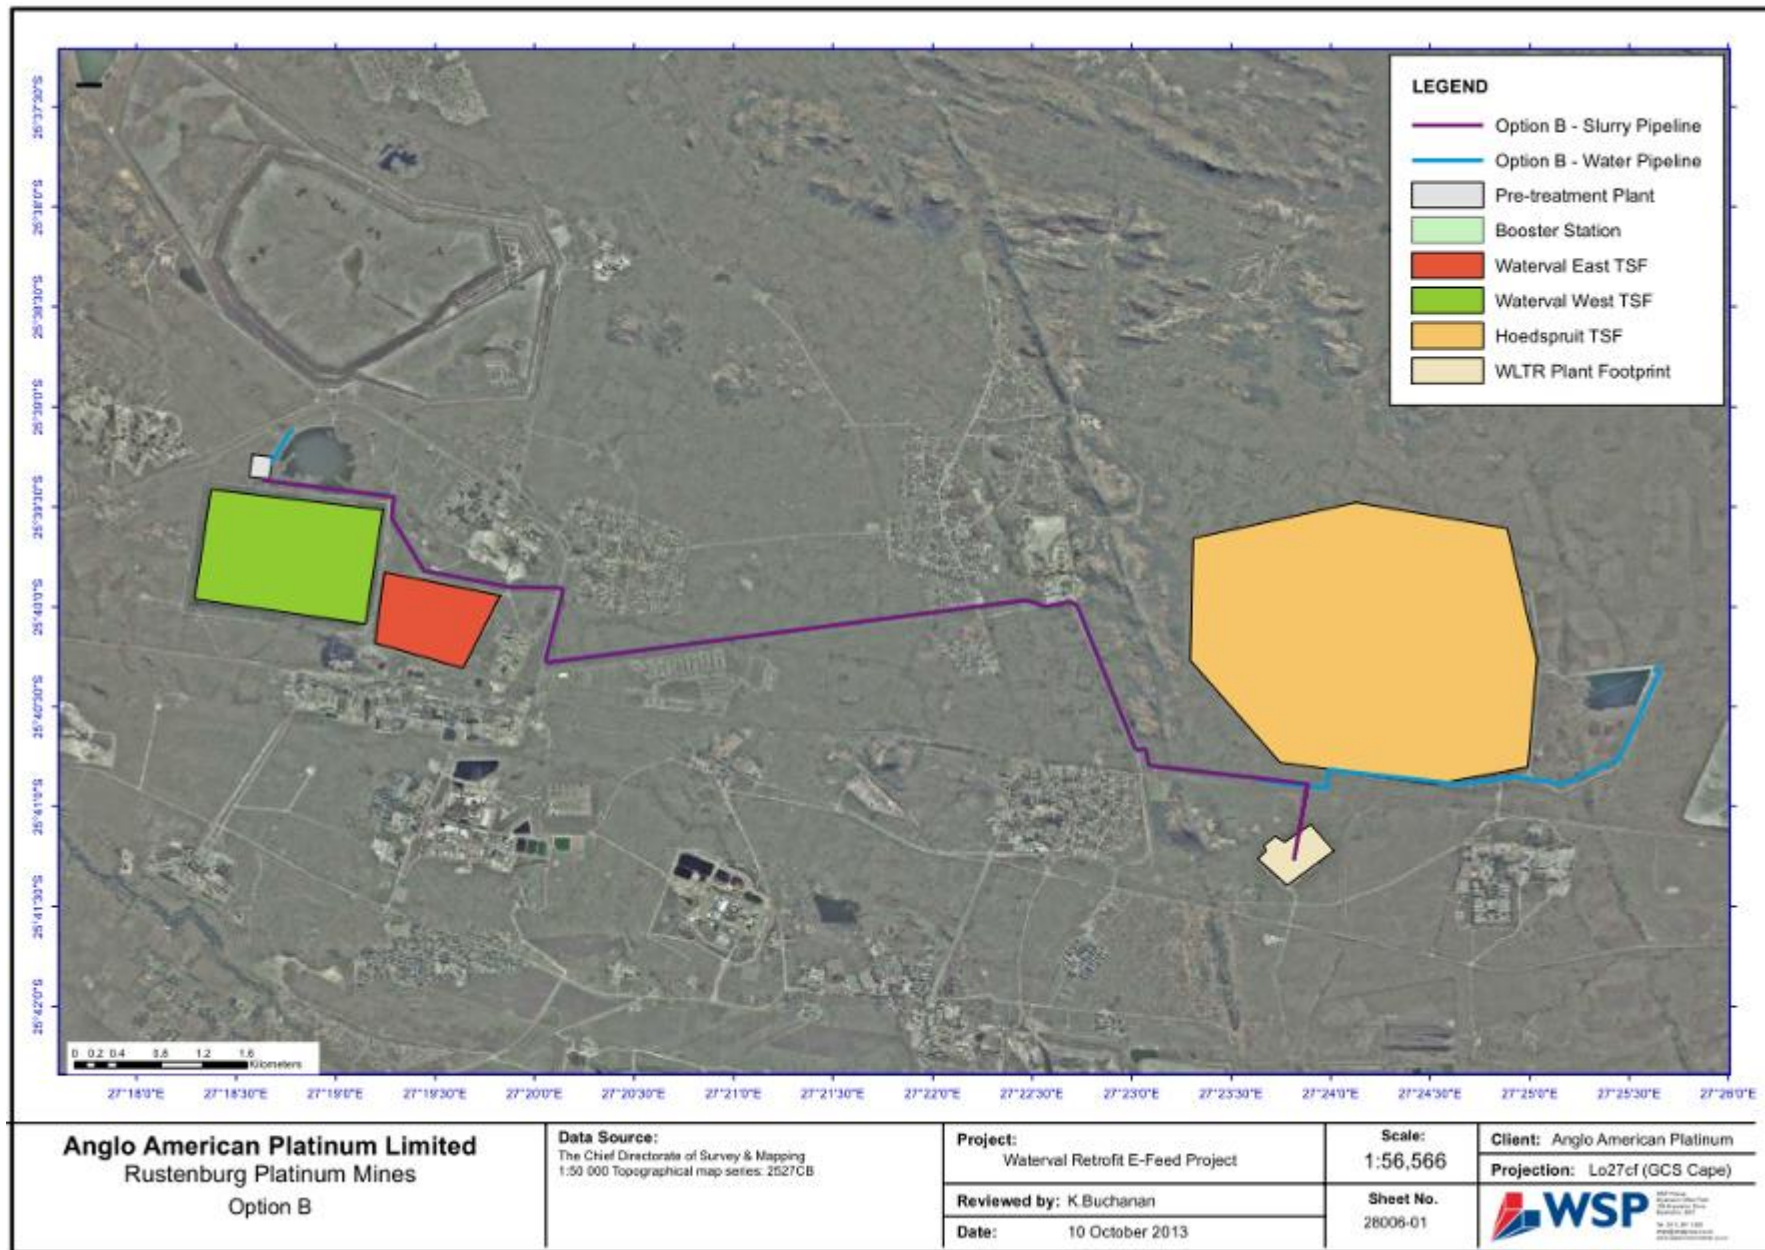 LEGEND
Option B - Slurry Pipeline
Option B - Water Pipeline
Pre-treatment Plant
Booster Station
Waterval East TSF
Waterval West TSF
Hoedspruit TSF
WLTR Plant Footprint
25°37'30"S
25°38'0"S
25°38'30"S
25°39'0"S
25°39'30"S
25°40'0"S
25°40'30"S
25°41'0"S
25°41'30"S
25°42'0"S
0 0.2 0.4 0.8 1.2 1.6
Kilometers
27°18'0"E 27°18'30"E 27°19'0"E 27°19'30"E 27°20'0"E 27°20'30"E 27°21'0"E 27°21'30"E 27°22'0"E 27°22'30"E 27°23'0"E 27°23'30"E 27°24'0"E 27°24'30"E 27°25'0"E 27°25'30"E 27°26'0"E
Anglo American Platinum Limited
Rustenburg Platinum Mines
Option B
Data Source:
The Chief Directorate of Survey & Mapping
1:50 000 Topographical map series: 2527CB
Project:
Waterval Retrofit E-Feed Project
Reviewed by: K.Buchanan
Date: 10 October 2013
Scale:
1:56,566
Sheet No.
28006-01
Client: Anglo American Platinum
Projection: Lo27cf (GCS Cape)
WSP